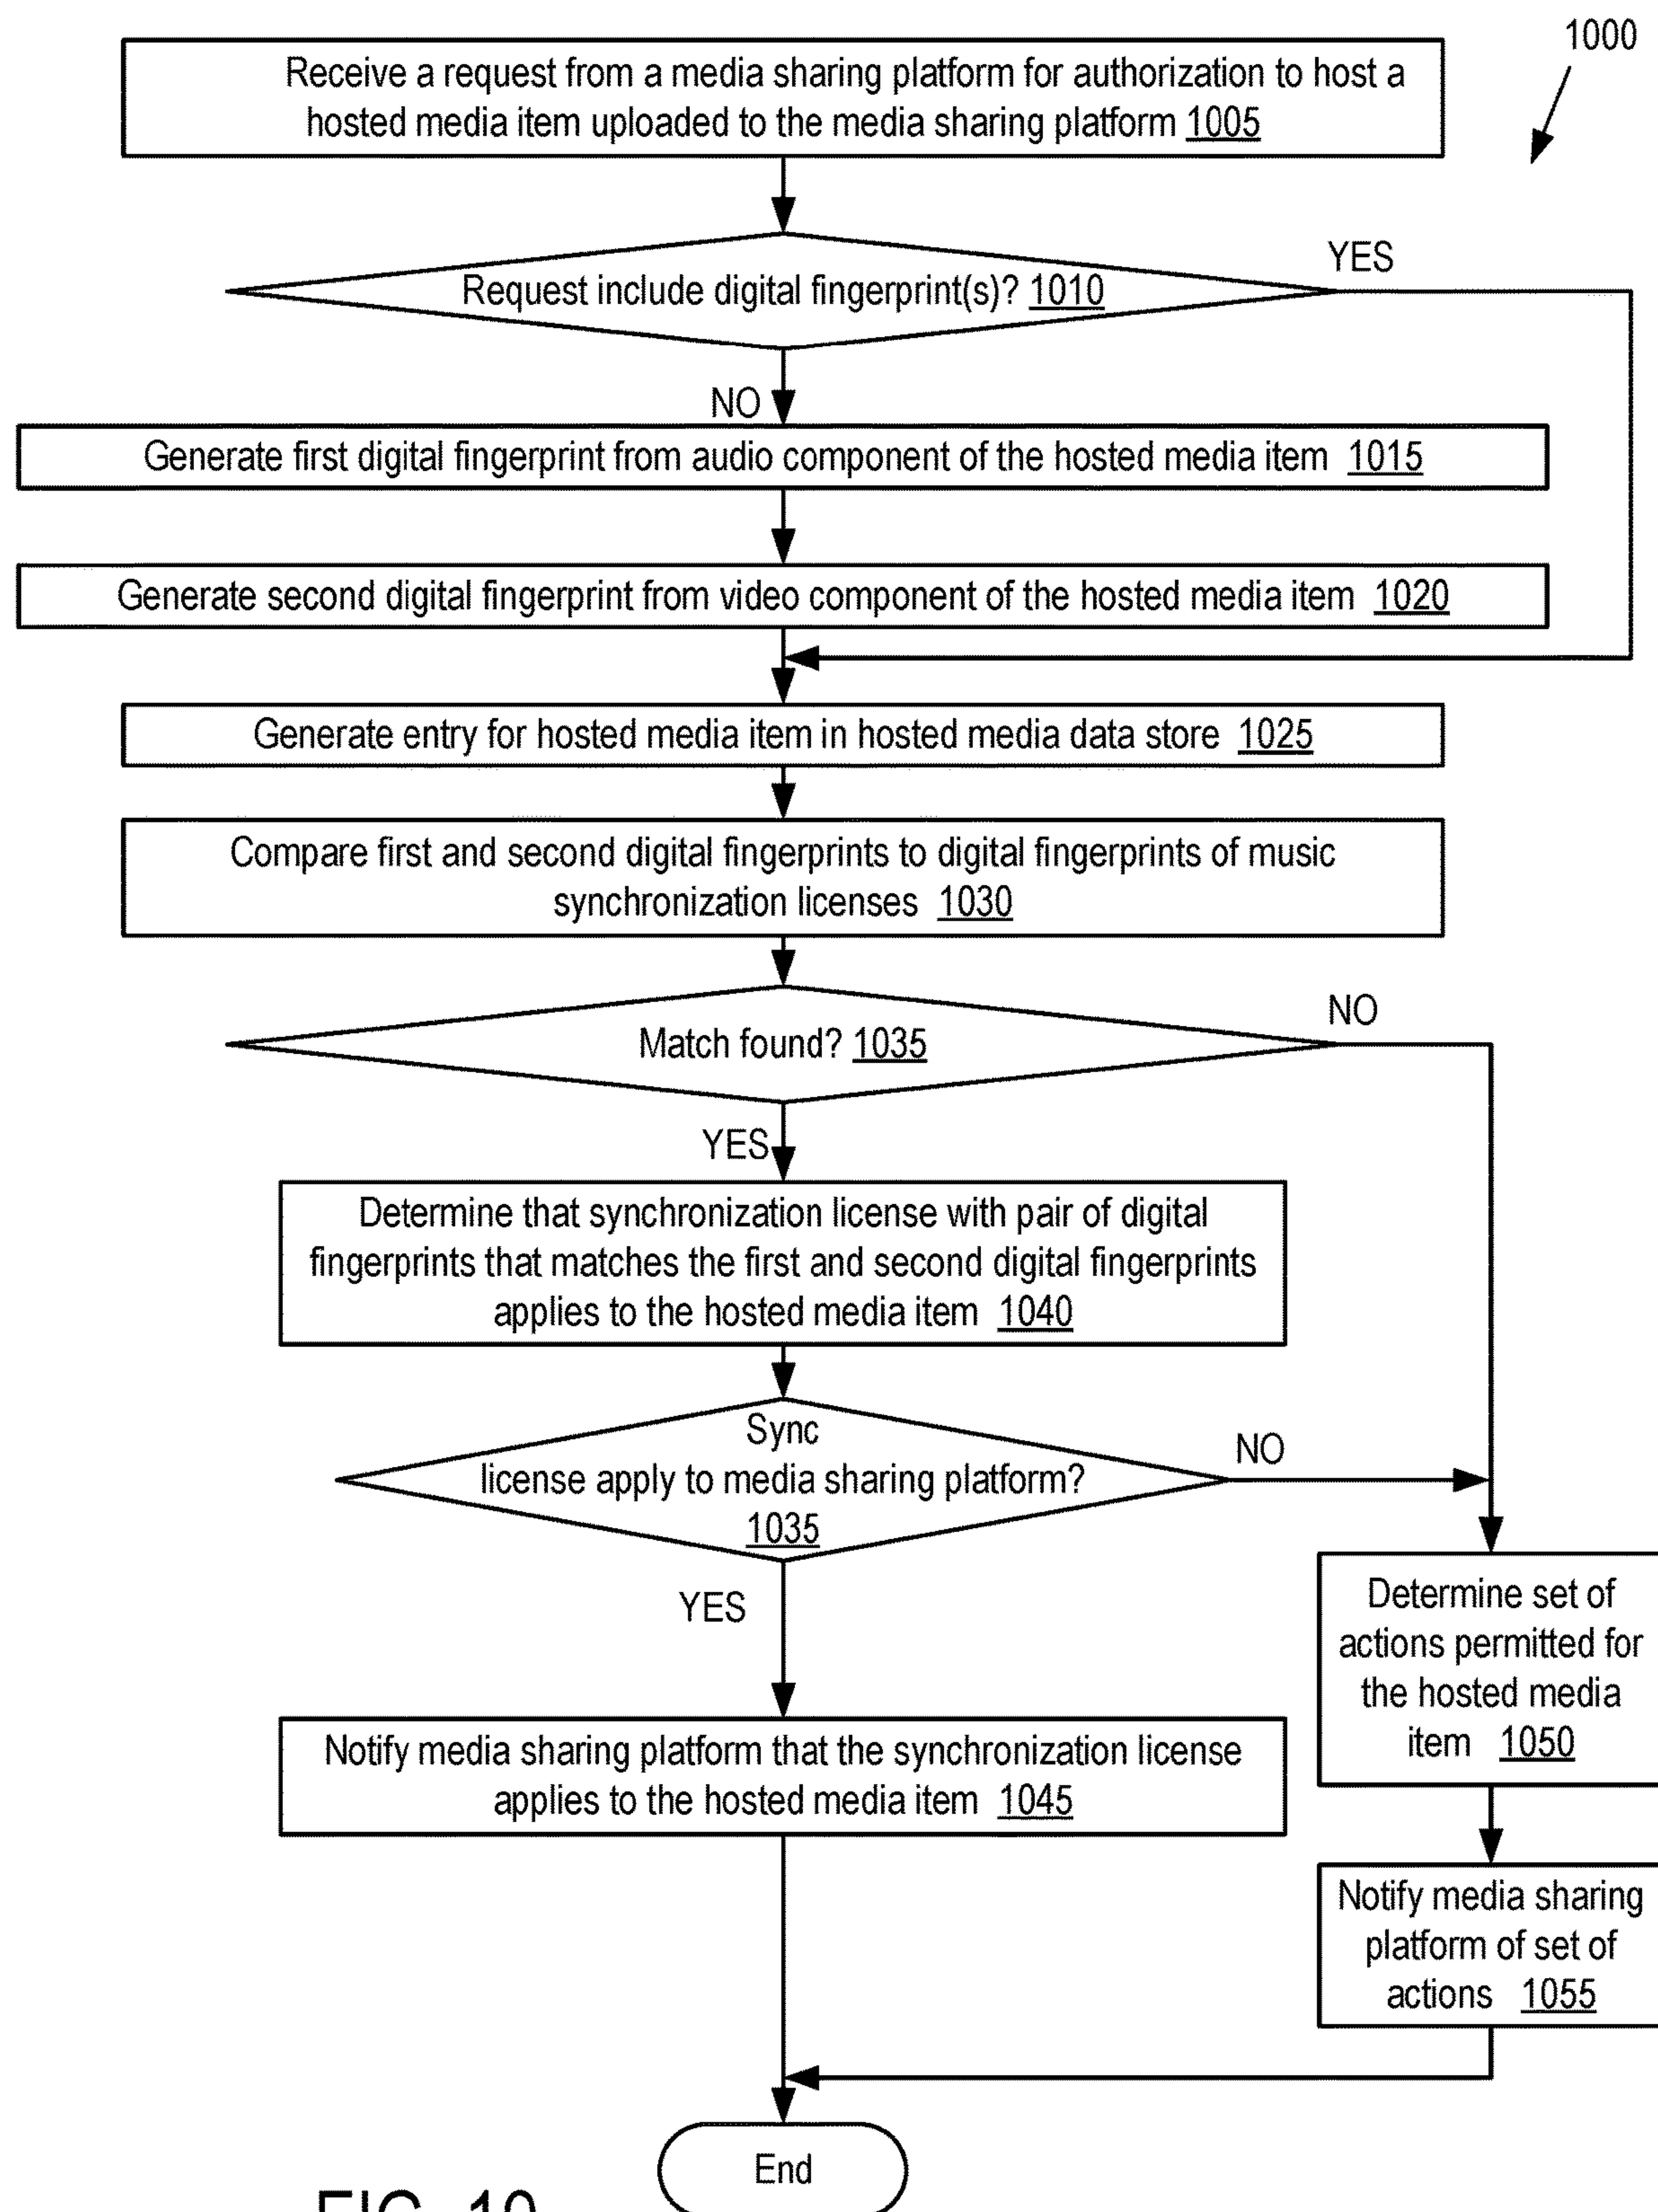 1000
Receive a request from a media sharing platform for authorization to host a
hosted media item uploaded to the media sharing platform 1005
YES
Request include digital fingerprint(s)? 1010
NO
Generate first digital fingerprint from audio component of the hosted media item 1015
Generate second digital fingerprint from video component of the hosted media item 1020
Generate entry for hosted media item in hosted media data store 1025
Compare first and second digital fingerprints to digital fingerprints of music
synchronization licenses 1030
NO
Match found? 1035
YES
Determine that synchronization license with pair of digital
fingerprints that matches the first and second digital fingerprints
applies to the hosted media item 1040
Sync
license apply to media sharing platform?
1035
NO
YES
Determine set of
actions permitted for
the hosted media
item 1050
Notify media sharing platform that the synchronization license
applies to the hosted media item 1045
Notify media sharing
platform of set of
actions 1055
End
FIG. 10